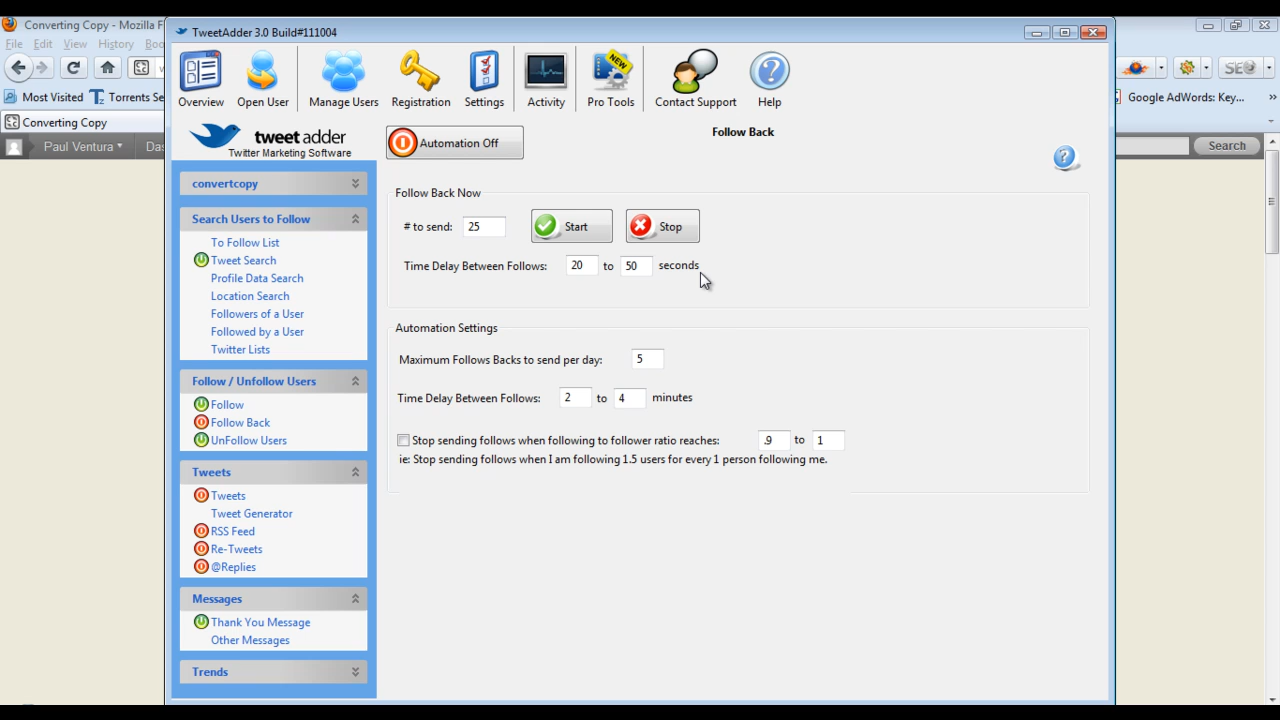 Converting Copy - Mozilla F
TweetAdder 3.0 Build#111004
File Edit View History Boo
Overview
Open User
Manage Users
Registration
Settings
Activity
NEW
Pro Tools
Contact Support
Help
Most Visited
Torrents Se
Google AdWords: Key...
SE
Converting Copy
Paul Ventura
Das
Search
tweet adder
Twitter Marketing Software
Automation Off
Follow Back
convertcopy
Search Users to Follow
To Follow List
Tweet Search
Profile Data Search
Location Search
Followers of a User
Followed by a User
Twitter Lists
Follow / Unfollow Users
Follow
Follow Back
UnFollow Users
Tweets
Tweets
Tweet Generator
RSS Feed
Re-Tweets
@Replies
Messages
Thank You Message
Other Messages
Trends
Follow Back Now
# to send: 25 Start Stop
Time Delay Between Follows: 20 to 50 seconds
Automation Settings
Maximum Follows Backs to send per day: 5
Time Delay Between Follows: 2 to 4 minutes
Stop sending follows when following to follower ratio reaches: .9 to 1
ie: Stop sending follows when I am following 1.5 users for every 1 person following me.